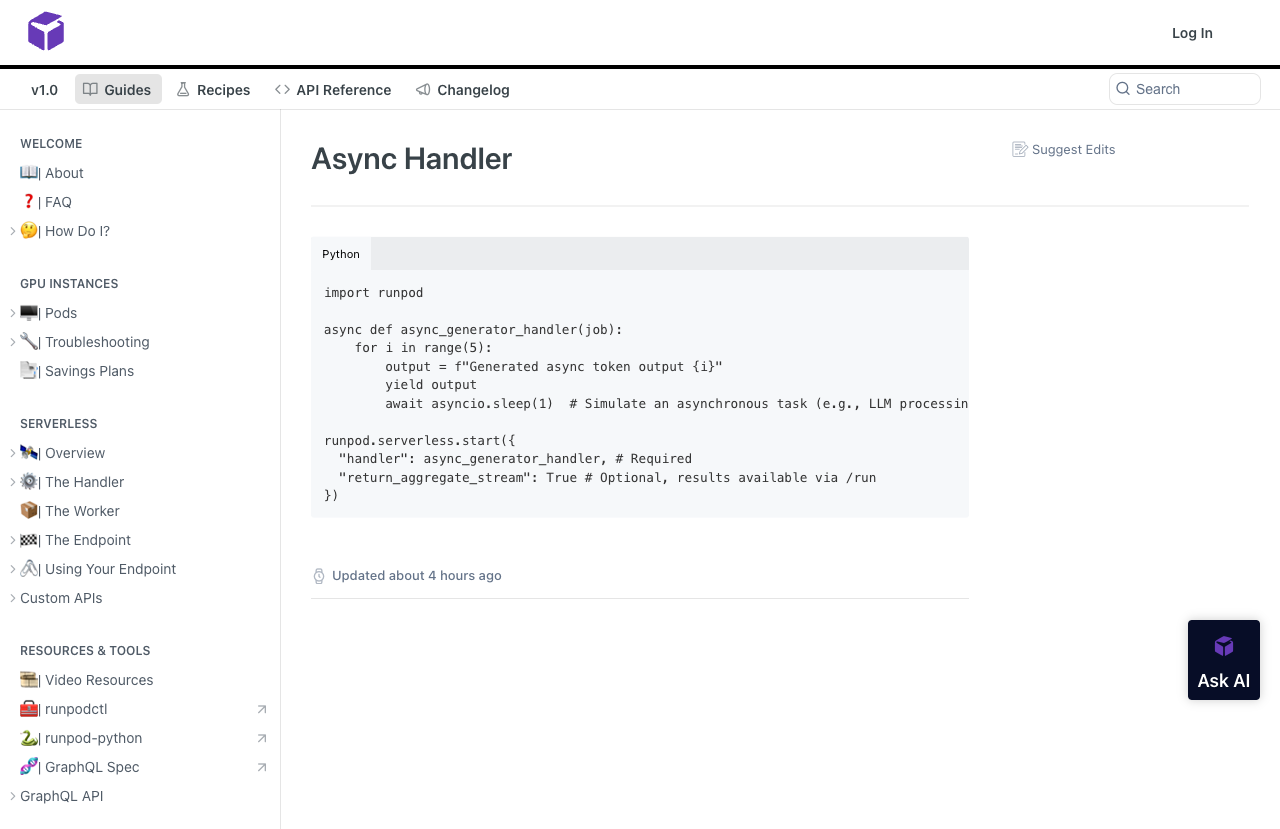 Log In
v1.0
Guides
Recipes
API Reference
Changelog
Search
WELCOME
| About
| FAQ
| How Do I?
GPU INSTANCES
| Pods
| Troubleshooting
| Savings Plans
SERVERLESS
| Overview
| The Handler
| The Worker
| The Endpoint
| Using Your Endpoint
Custom APIs
RESOURCES & TOOLS
| Video Resources
| runpodctl
| runpod-python
| GraphQL Spec
GraphQL API
Async Handler
Suggest Edits
Python
import runpod
async def async_generator_handler(job):
    for i in range(5):
        output = f"Generated async token output {i}"
        yield output
        await asyncio.sleep(1)  # Simulate an asynchronous task (e.g., LLM processin
runpod.serverless.start({
  "handler": async_generator_handler, # Required
  "return_aggregate_stream": True # Optional, results available via /run
})
Updated about 4 hours ago
Ask AI